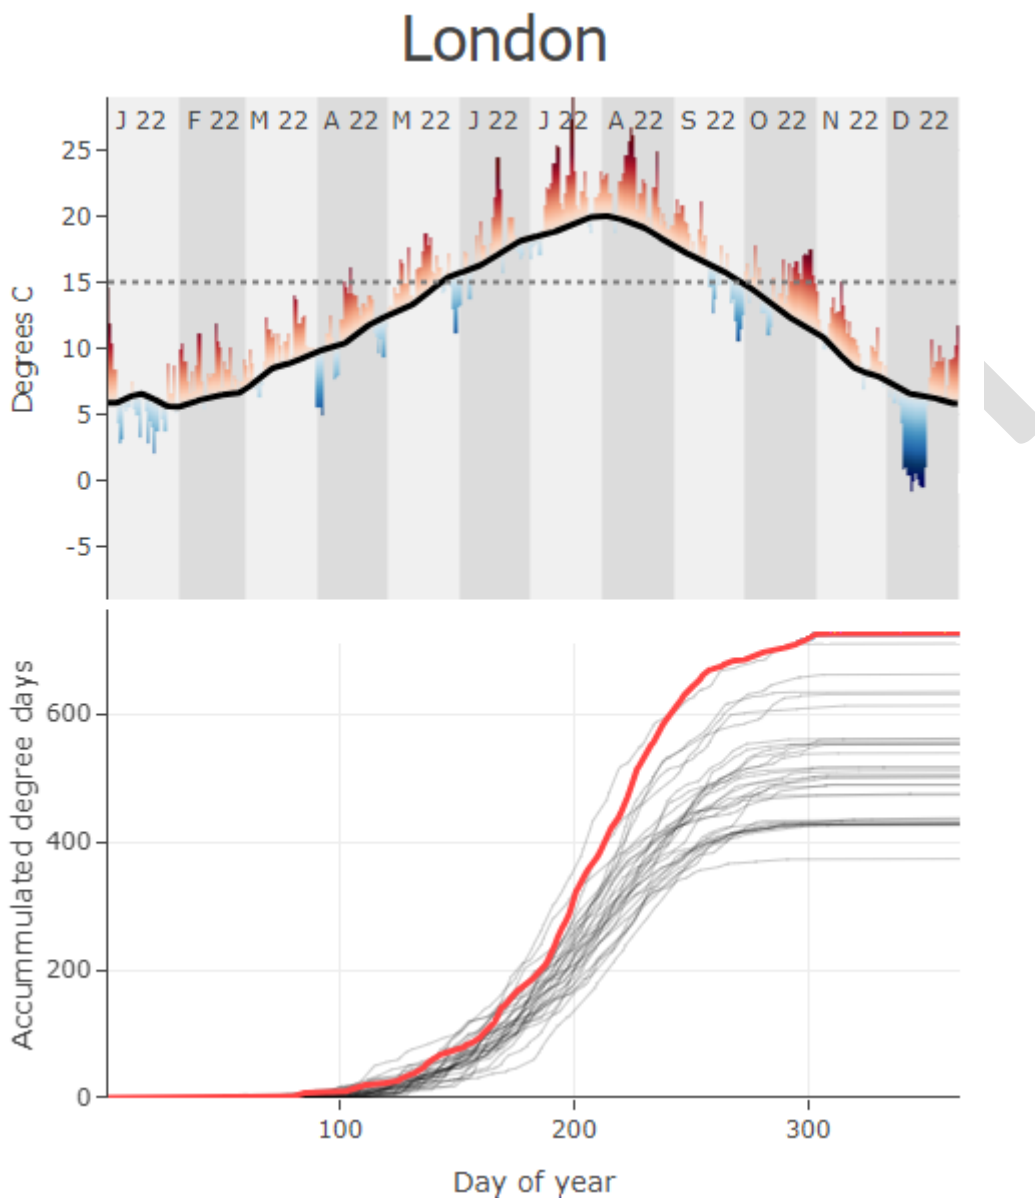 London
J 22 F 22 M 22 A 22 M 22 J 22 J 22 A 22 S 22 O 22 N 22 D 22
25
20
15
10
5
0
-5
Degrees C
600
400
200
0
Accummulated degree days
100 200 300
Day of year